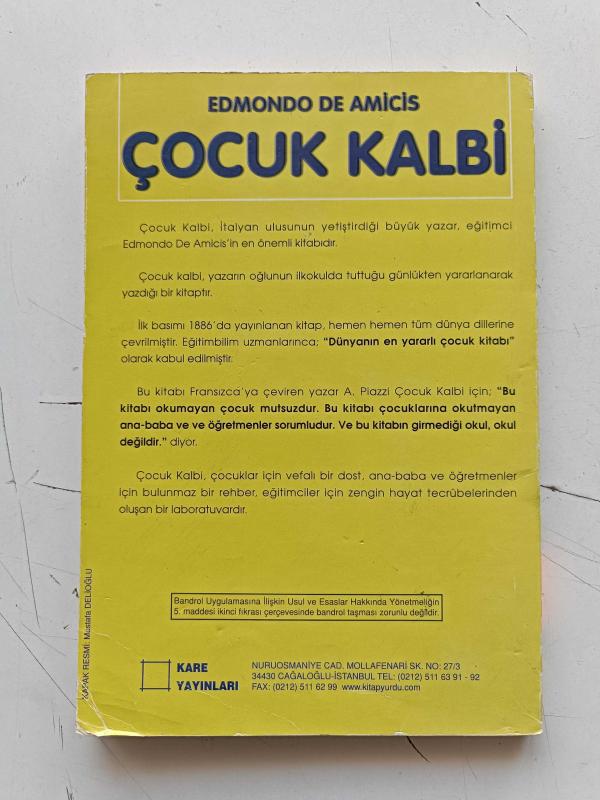 EDMONDO DE AMİCİS
ÇOCUK KALBİ
Çocuk Kalbi, İtalyan ulusunun yetiştirdiği büyük yazar, eğitimci
Edmondo De Amicis'in en önemli kitabıdır.
Çocuk kalbi, yazarın oğlunun ilkokulda tuttuğu günlükten yararlanarak
yazdığı bir kitaptır.
İlk basımı 1886'da yayınlanan kitap, hemen hemen tüm dünya dillerine
çevrilmiştir. Eğitimbilim uzmanlarınca; "Dünyanın en yararlı çocuk kitabı"
olarak kabul edilmiştir.
Bu kitabı Fransızca'ya çeviren yazar A. Piazzi Çocuk Kalbi için; "Bu
kitabı okumayan çocuk mutsuzdur. Bu kitabı çocuklarına okutmayan
ana-baba ve ve öğretmenler sorumludur. Ve bu kitabın girmediği okul, okul
değildir." diyor.
Çocuk Kalbi, çocuklar için vefalı bir dost, ana-baba ve öğretmenler
için bulunmaz bir rehber, eğitimciler için zengin hayat tecrübelerinden
oluşan bir laboratuvardır.
KAPAK RESMİ: Mustafa DELİOĞLU
Bandrol Uygulamasına İlişkin Usul ve Esaslar Hakkında Yönetmeliğin
5. maddesi ikinci fıkrası çerçevesinde bandrol taşması zorunlu değildir.
KARE
YAYINLARI
NURUOSMANİYE CAD. MOLLAFENARİ SK. NO: 27/3
34430 CAĞALOĞLU-İSTANBUL TEL: (0212) 511 63 91 - 92
FAX: (0212) 511 62 99 www.kitapyurdu.com